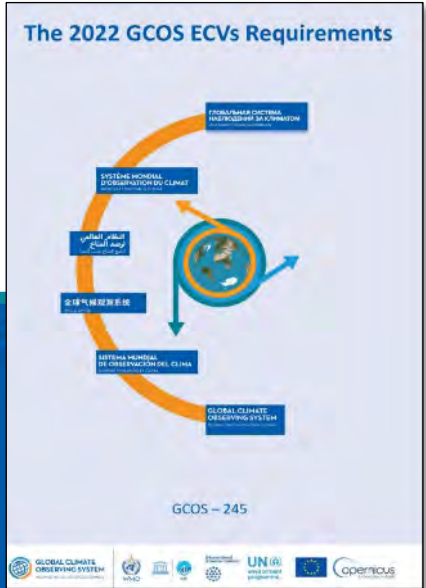 The 2022 GCOS ECVs Requirements
ГЛОБАЛЬНАЯ СИСТЕМА
НАБЛЮДЕНИЙ ЗА КЛИМАТОМ
SYSTÈME MONDIAL
D'OBSERVATION DU CLIMAT
النظام العالمي
لرصد المناخ
全球气候观测系统
SISTEMA MUNDIAL
DE OBSERVACIÓN DEL CLIMA
GLOBAL CLIMATE
OBSERVING SYSTEM
GCOS – 245
GLOBAL CLIMATE
OBSERVING SYSTEM
WMO
UN
environment
programme
opernicus